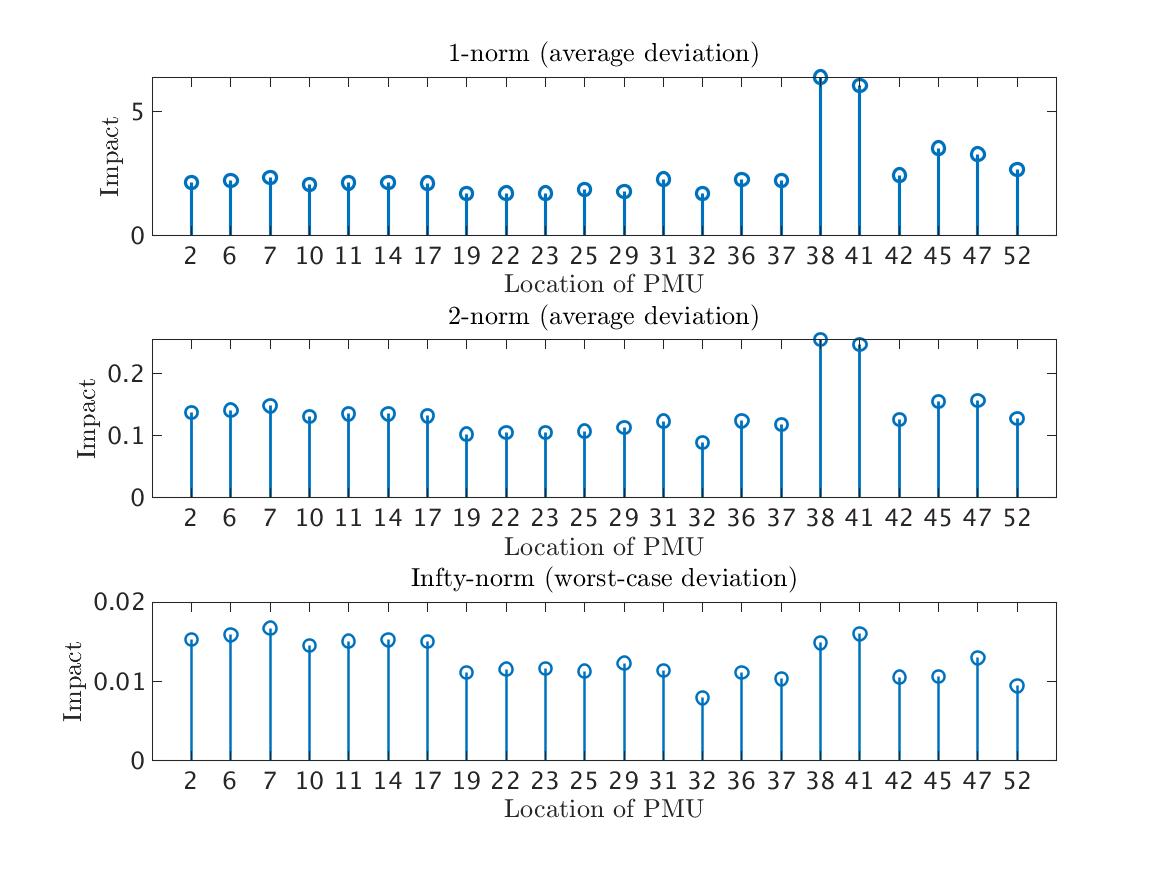 1-norm (average deviation)
5
0
Impact
2 6 7 10 11 14 17 19 22 23 25 29 31 32 36 37 38 41 42 45 47 52
Location of PMU
2-norm (average deviation)
0.2
0.1
0
Impact
2 6 7 10 11 14 17 19 22 23 25 29 31 32 36 37 38 41 42 45 47 52
Location of PMU
Infty-norm (worst-case deviation)
0.02
0.01
0
Impact
2 6 7 10 11 14 17 19 22 23 25 29 31 32 36 37 38 41 42 45 47 52
Location of PMU